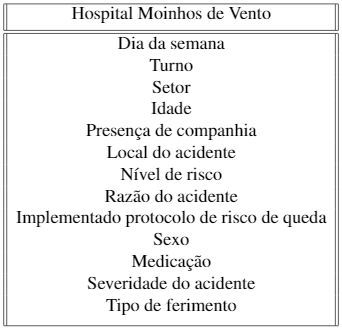 Hospital Moinhos de Vento
Dia da semana
Turno
Setor
Idade
Presença de companhia
Local do acidente
Nível de risco
Razão do acidente
Implementado protocolo de risco de queda
Sexo
Medicação
Severidade do acidente
Tipo de ferimento